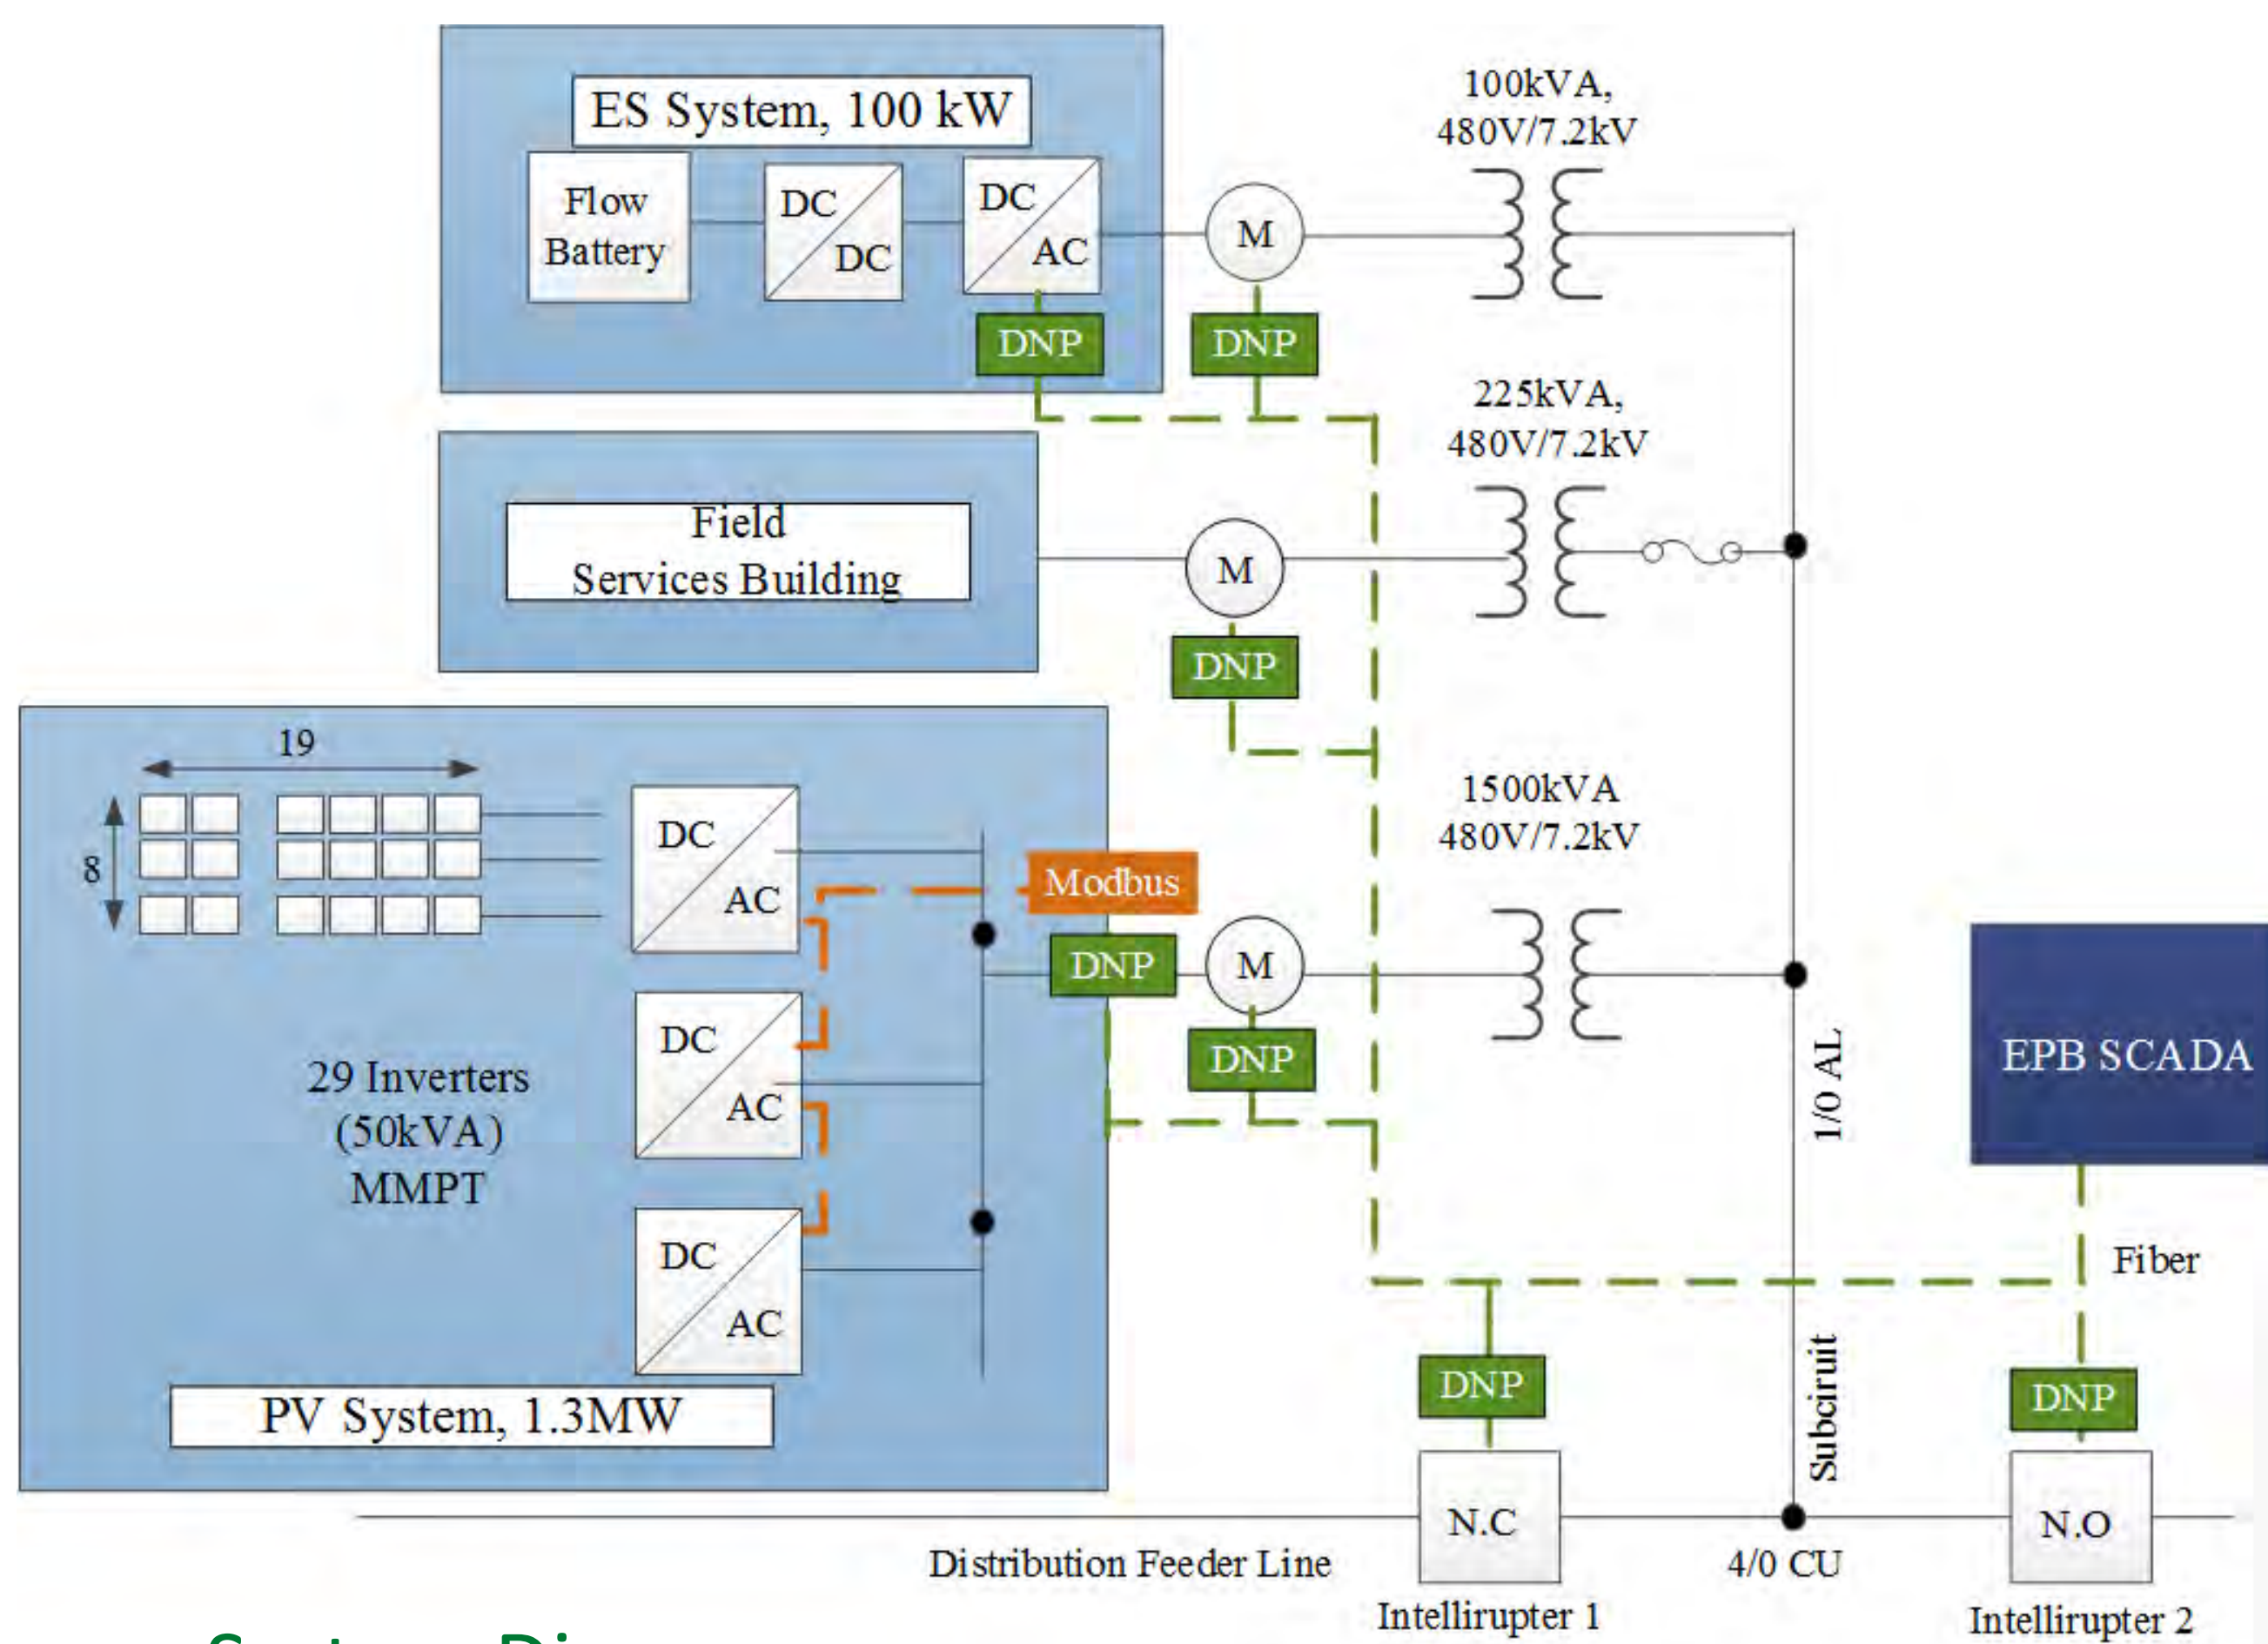 ES System, 100 kW
Flow
Battery
DC
DC
DC
AC
M
DNP
DNP
100kVA,
480V/7.2kV
Field
Services Building
M
DNP
225kVA,
480V/7.2kV
19
8
DC
AC
Modbus
DNP
M
DNP
1500kVA
480V/7.2kV
DC
AC
29 Inverters
(50kVA)
MMPT
DC
AC
PV System, 1.3MW
1/0 AL
Subciruit
EPB SCADA
Fiber
DNP
DNP
N.C
N.O
Distribution Feeder Line
4/0 CU
Intellirupter 1
Intellirupter 2